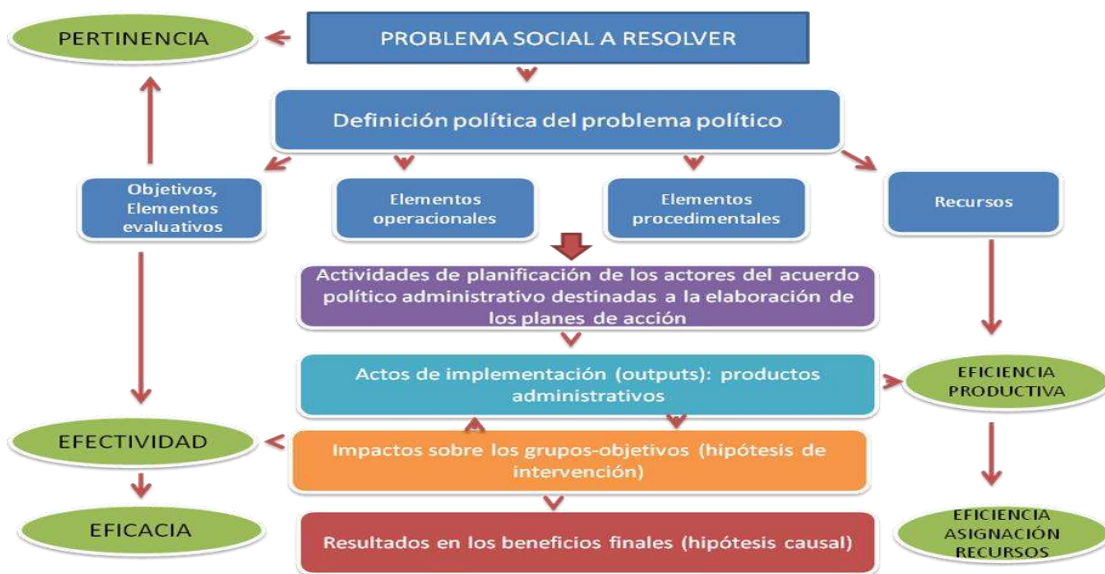 PERTINENCIA
PROBLEMA SOCIAL A RESOLVER
Definición política del problema político
Objetivos,
Elementos
evaluativos
Elementos
operacionales
Elementos
procedimentales
Recursos
Actividades de planificación de los actores del acuerdo
político administrativo destinadas a la elaboración de
los planes de acción
Actos de implementación (outputs): productos
administrativos
EFICIENCIA
PRODUCTIVA
EFECTIVIDAD
Impactos sobre los grupos-objetivos (hipótesis de
intervención)
EFICACIA
Resultados en los beneficios finales (hipótesis causal)
EFICIENCIA
ASIGNACIÓN
RECURSOS